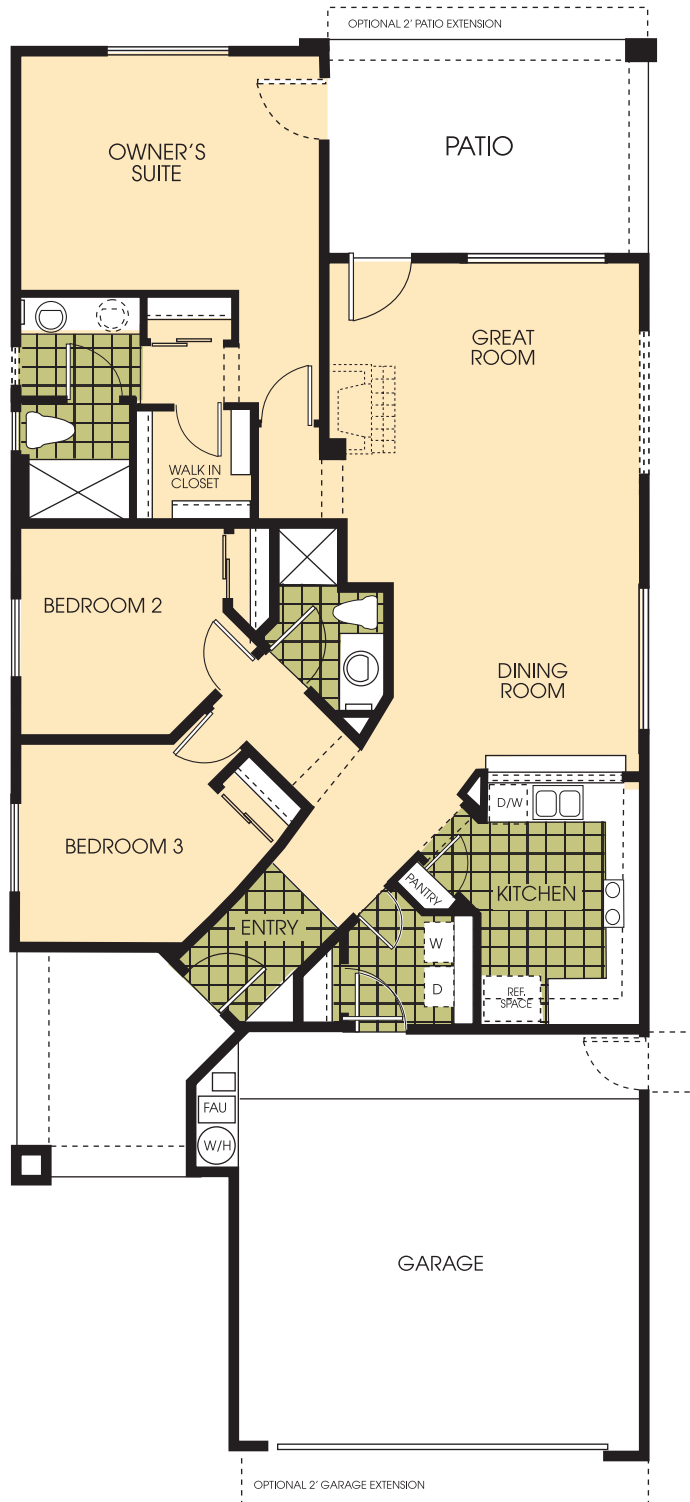 OPTIONAL 2' PATIO EXTENSION
OWNER'S
SUITE
PATIO
GREAT
ROOM
WALK IN
CLOSET
BEDROOM 2
DINING
ROOM
D/W
BEDROOM 3
PANTRY
KITCHEN
ENTRY
W
D
REF.
SPACE
FAU
W/H
GARAGE
OPTIONAL 2' GARAGE EXTENSION